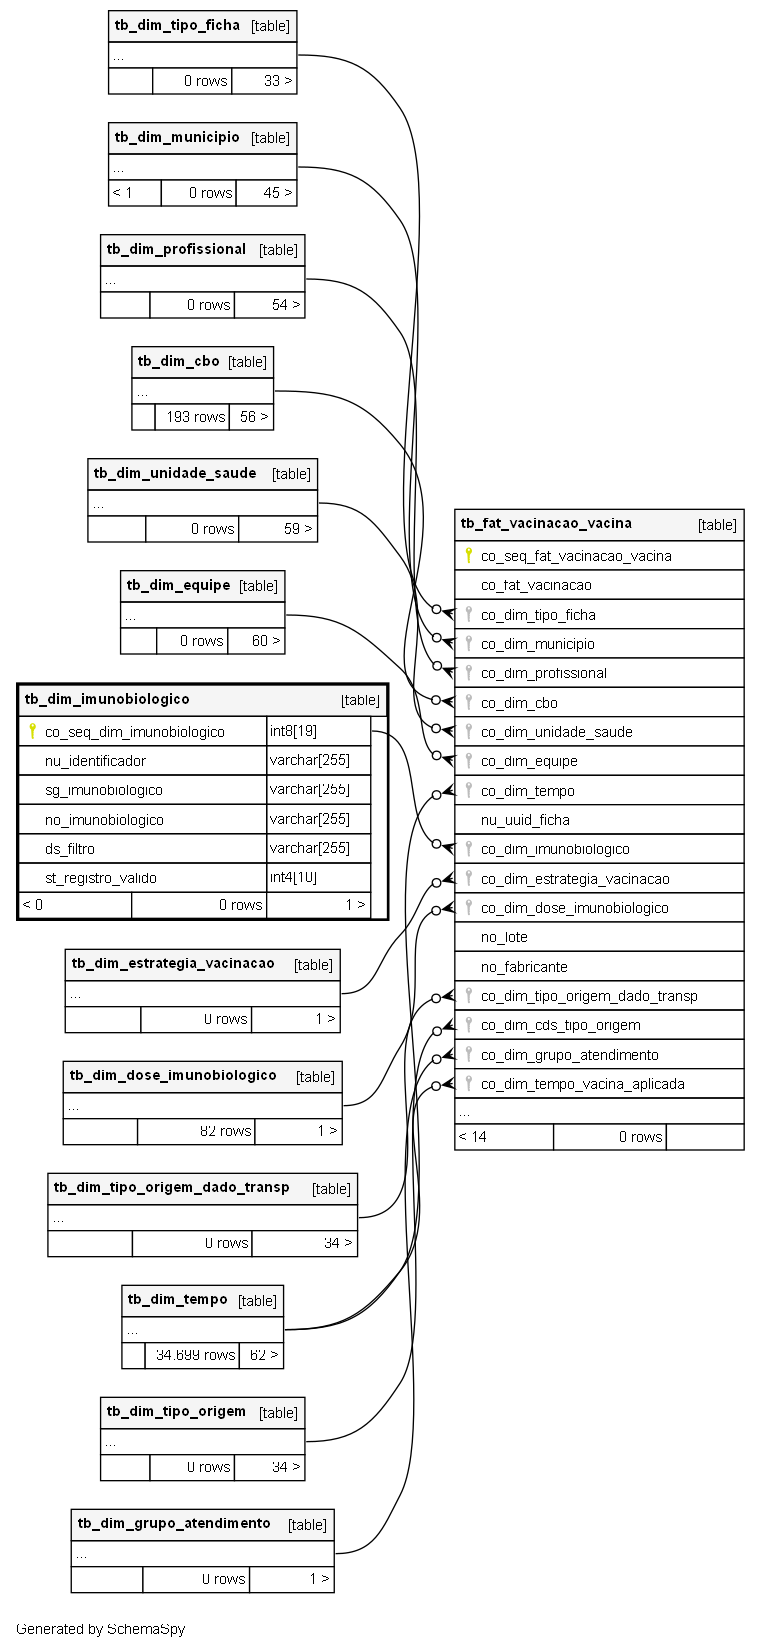 tb_dim_tipo_ficha [table]
...
0 rows 33 >
tb_dim_municipio [table]
...
< 1 0 rows 45 >
tb_dim_profissional [table]
...
0 rows 54 >
tb_dim_cbo [table]
...
193 rows 56 >
tb_dim_unidade_saude [table]
...
0 rows 59 >
tb_dim_equipe [table]
...
0 rows 60 >
tb_dim_imunobiologico [table]
co_seq_dim_imunobiologico int8[19]
nu_identificador varchar[255]
sg_imunobiologico varchar[255]
no_imunobiologico varchar[255]
ds_filtro varchar[255]
st_registro_valido int4[10]
< 0 0 rows 1 >
tb_dim_estrategia_vacinacao [table]
...
0 rows 1 >
tb_dim_dose_imunobiologico [table]
...
82 rows 1 >
tb_dim_tipo_origem_dado_transp [table]
...
0 rows 34 >
tb_dim_tempo [table]
...
34.699 rows 62 >
tb_dim_tipo_origem [table]
...
0 rows 34 >
tb_dim_grupo_atendimento [table]
...
0 rows 1 >
tb_fat_vacinacao_vacina [table]
co_seq_fat_vacinacao_vacina
co_fat_vacinacao
co_dim_tipo_ficha
co_dim_municipio
co_dim_profissional
co_dim_cbo
co_dim_unidade_saude
co_dim_equipe
co_dim_tempo
nu_uuid_ficha
co_dim_imunobiologico
co_dim_estrategia_vacinacao
co_dim_dose_imunobiologico
no_lote
no_fabricante
co_dim_tipo_origem_dado_transp
co_dim_cds_tipo_origem
co_dim_grupo_atendimento
co_dim_tempo_vacina_aplicada
...
< 14 0 rows
Generated by SchemaSpy